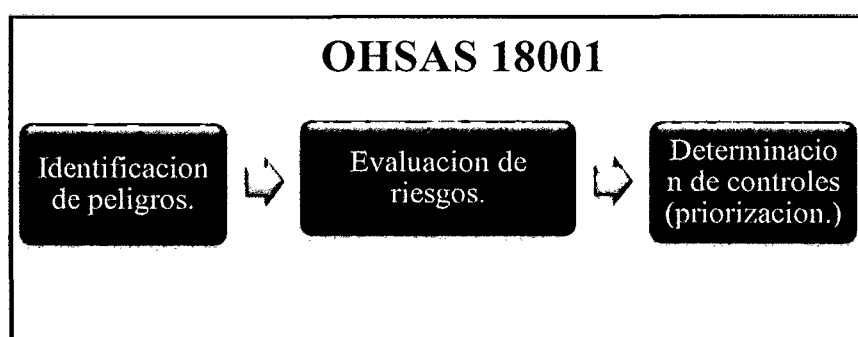 OHSAS 18001
Identificacion
de peligros.
Evaluacion de
riesgos.
Determinacio
n de controles
(priorizacion.)